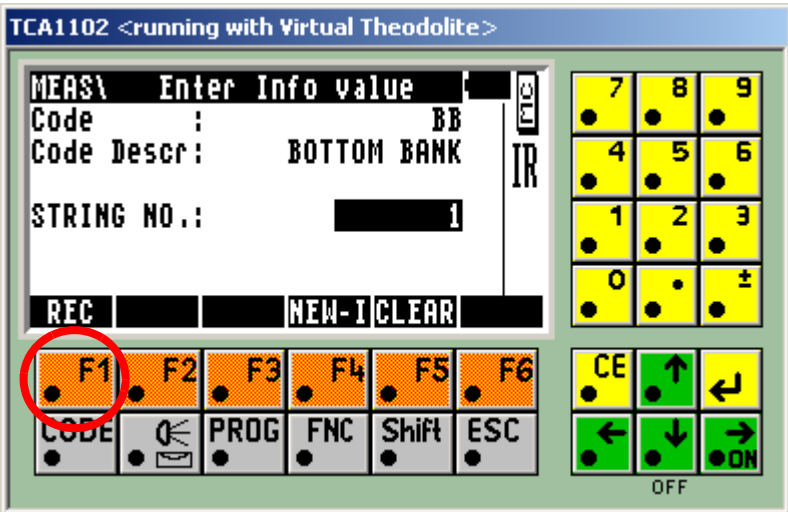 TCA1102 <running with Virtual Theodolite>
MEAS\ Enter Info value
mc
Code : BB
Code Descr: BOTTOM BANK
IR
STRING NO.: 1
REC NEW-I CLEAR
7 8 9
4 5 6
1 2 3
0 . ±
F1 F2 F3 F4 F5 F6
CE
CODE PROG FNC Shift ESC
ON
OFF